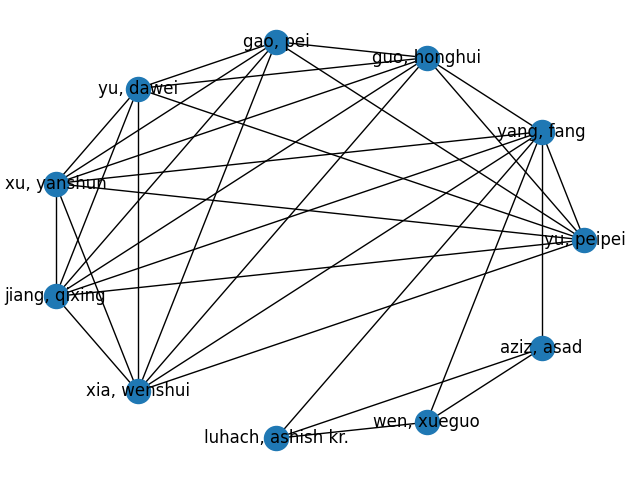 gao, pei
guo, honghui
yu, dawei
yang, fang
xu, yanshun
yu, peipei
jiang, qixing
aziz, asad
xia, wenshui
wen, xueguo
luhach, ashish kr.